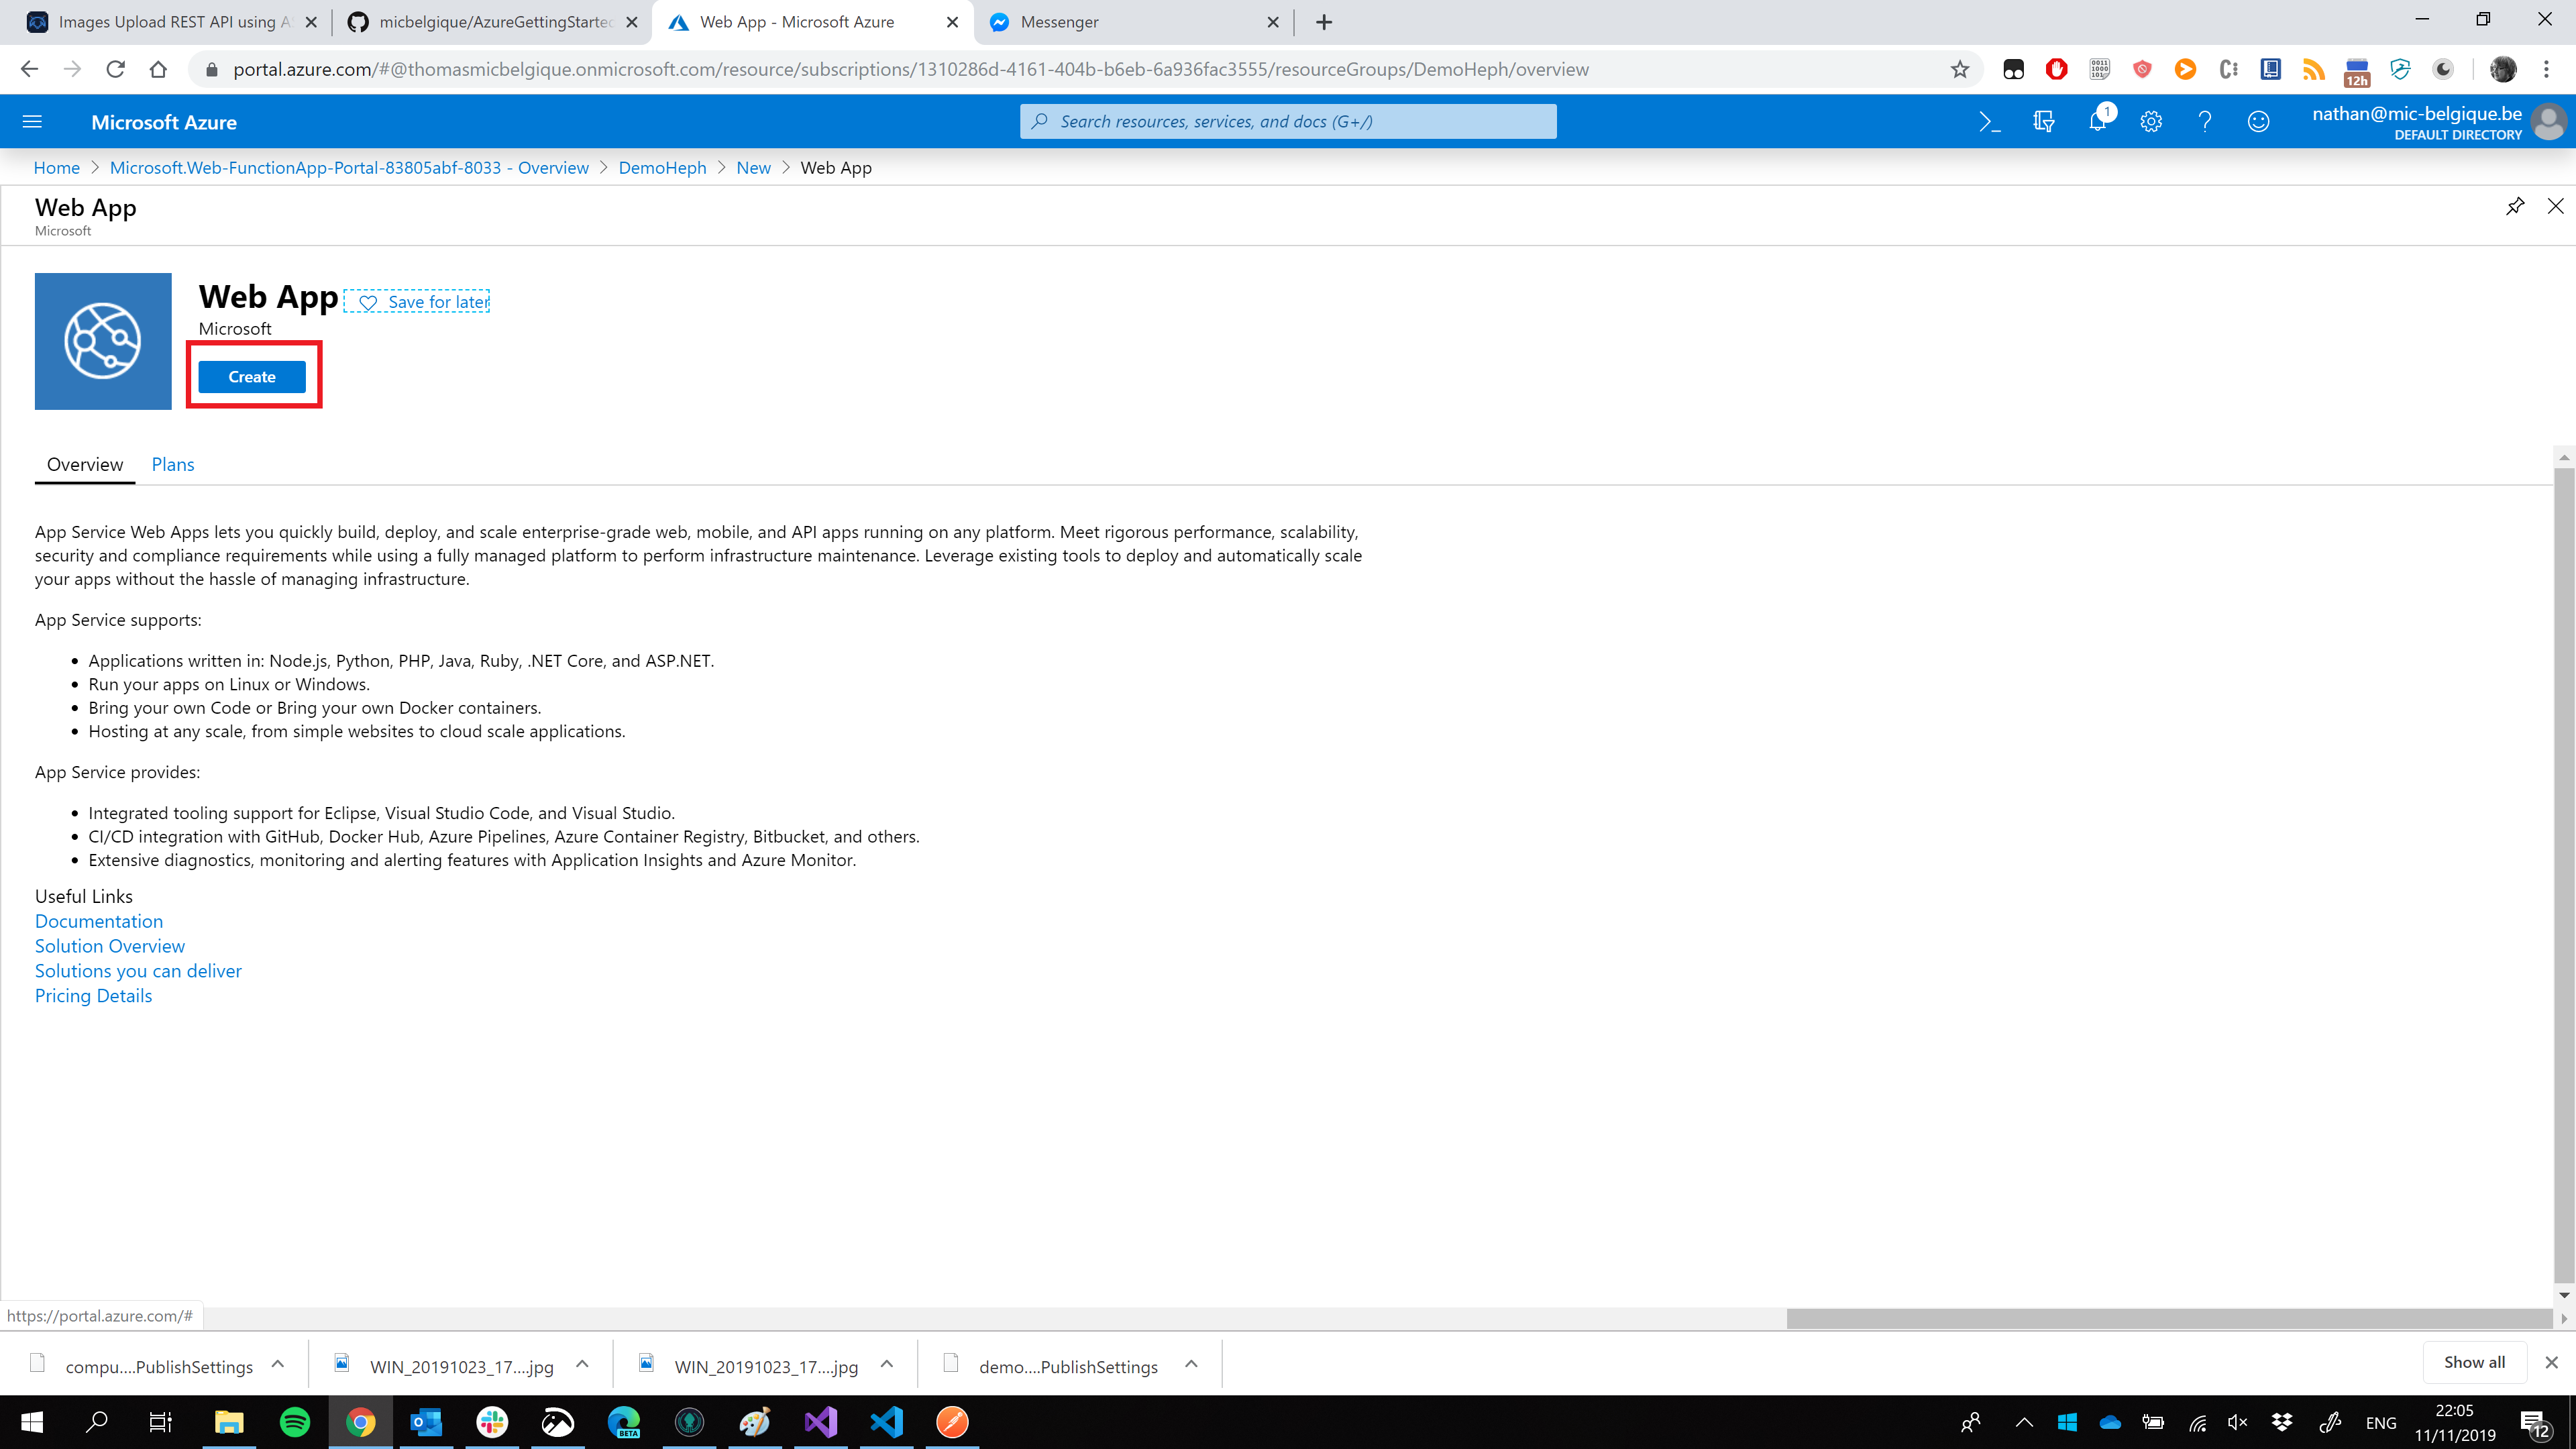 Images Upload REST API using A
micbelgique/AzureGettingStarted
Web App - Microsoft Azure
Messenger
portal.azure.com/#@thomasmicbelgique.onmicrosoft.com/resource/subscriptions/1310286d-4161-404b-b6eb-6a936fac3555/resourceGroups/DemoHeph/overview
12h
Microsoft Azure
Search resources, services, and docs (G+/)
1
nathan@mic-belgique.be
DEFAULT DIRECTORY
Home > Microsoft.Web-FunctionApp-Portal-83805abf-8033 - Overview > DemoHeph > New > Web App
Web App
Microsoft
Web App
Save for later
Microsoft
Create
Overview
Plans
App Service Web Apps lets you quickly build, deploy, and scale enterprise-grade web, mobile, and API apps running on any platform. Meet rigorous performance, scalability,
security and compliance requirements while using a fully managed platform to perform infrastructure maintenance. Leverage existing tools to deploy and automatically scale
your apps without the hassle of managing infrastructure.
App Service supports:
• Applications written in: Node.js, Python, PHP, Java, Ruby, .NET Core, and ASP.NET.
• Run your apps on Linux or Windows.
• Bring your own Code or Bring your own Docker containers.
• Hosting at any scale, from simple websites to cloud scale applications.
App Service provides:
• Integrated tooling support for Eclipse, Visual Studio Code, and Visual Studio.
• CI/CD integration with GitHub, Docker Hub, Azure Pipelines, Azure Container Registry, Bitbucket, and others.
• Extensive diagnostics, monitoring and alerting features with Application Insights and Azure Monitor.
Useful Links
Documentation
Solution Overview
Solutions you can deliver
Pricing Details
https://portal.azure.com/#
compu....PublishSettings
WIN_20191023_17....jpg
WIN_20191023_17....jpg
demo....PublishSettings
Show all
BETA
ENG
22:05
11/11/2019
12